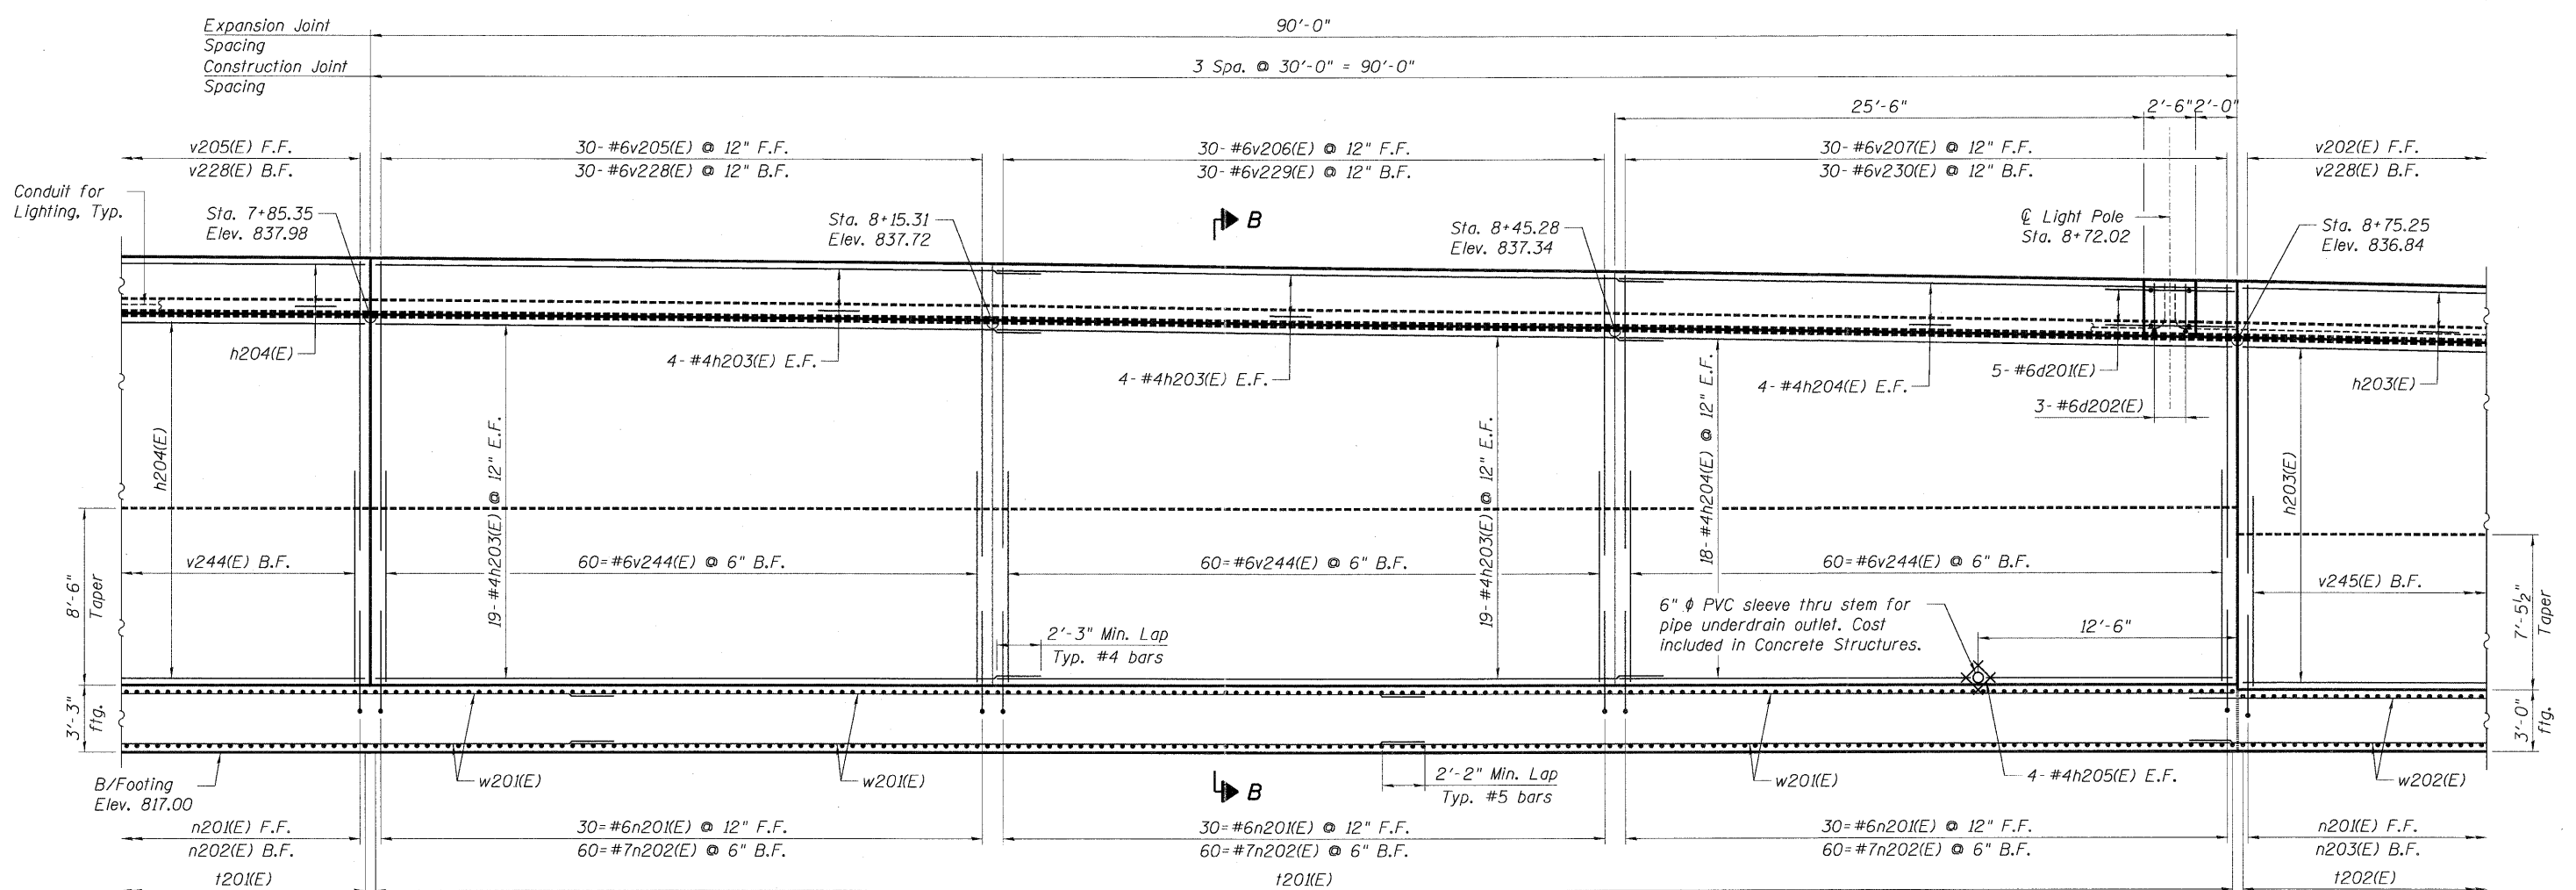 Expansion Joint
Spacing
90'-0"
Construction Joint
Spacing
3 Spa. @ 30'-0" = 90'-0"
25'-6"
2'-6"
2'-0"
v205(E) F.F.
v228(E) B.F.
30- #6v205(E) @ 12" F.F.
30- #6v228(E) @ 12" B.F.
30- #6v206(E) @ 12" F.F.
30- #6v229(E) @ 12" B.F.
30- #6v207(E) @ 12" F.F.
30- #6v230(E) @ 12" B.F.
v202(E) F.F.
v228(E) B.F.
Conduit for
Lighting, Typ.
Sta. 7+85.35
Elev. 837.98
Sta. 8+15.31
Elev. 837.72
B
Sta. 8+45.28
Elev. 837.34
℄ Light Pole
Sta. 8+72.02
Sta. 8+75.25
Elev. 836.84
h204(E)
4- #4h203(E) E.F.
4- #4h203(E) E.F.
4- #4h204(E) E.F.
5- #6d201(E)
3- #6d202(E)
h203(E)
h204(E)
19- #4h203(E) @ 12" E.F.
19- #4h203(E) @ 12" E.F.
18- #4h204(E) @ 12" E.F.
h203(E)
8'-6"
Taper
v244(E) B.F.
60=#6v244(E) @ 6" B.F.
60=#6v244(E) @ 6" B.F.
60=#6v244(E) @ 6" B.F.
v245(E) B.F.
7'-5½"
Taper
2'-3" Min. Lap
Typ. #4 bars
6" ϕ PVC sleeve thru stem for
pipe underdrain outlet. Cost
included in Concrete Structures.
12'-6"
3'-3"
ftg.
3'-0"
ftg.
B/Footing
Elev. 817.00
w201(E)
w201(E)
B
2'-2" Min. Lap
Typ. #5 bars
w201(E)
4- #4h205(E) E.F.
w202(E)
n201(E) F.F.
n202(E) B.F.
30=#6n201(E) @ 12" F.F.
60=#7n202(E) @ 6" B.F.
30=#6n201(E) @ 12" F.F.
60=#7n202(E) @ 6" B.F.
30=#6n201(E) @ 12" F.F.
60=#7n202(E) @ 6" B.F.
n201(E) F.F.
n203(E) B.F.
t201(E)
t201(E)
t202(E)